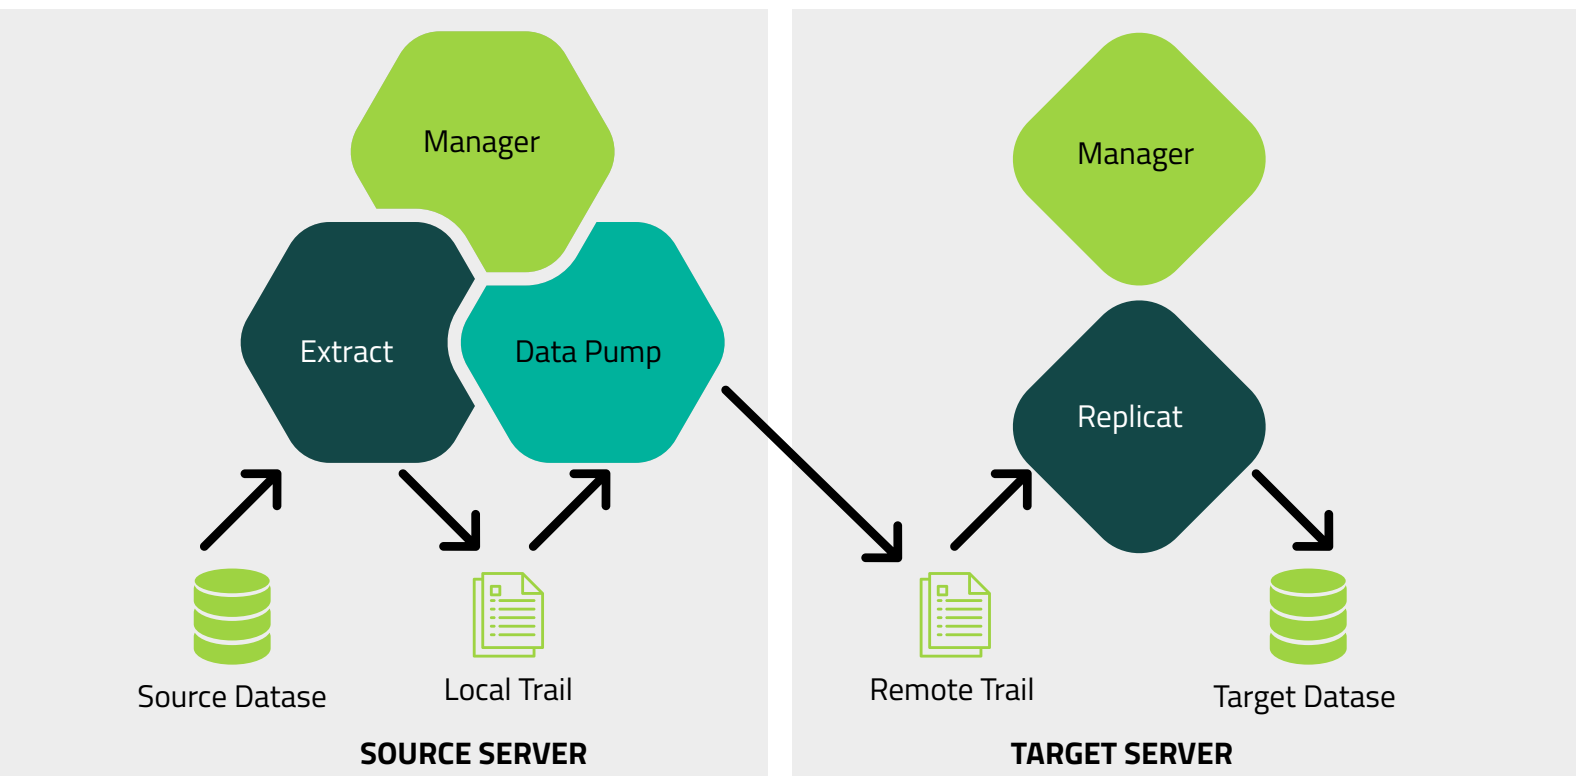 Manager
Extract
Data Pump
Source Datase
Local Trail
SOURCE SERVER
Manager
Replicat
Remote Trail
Target Datase
TARGET SERVER